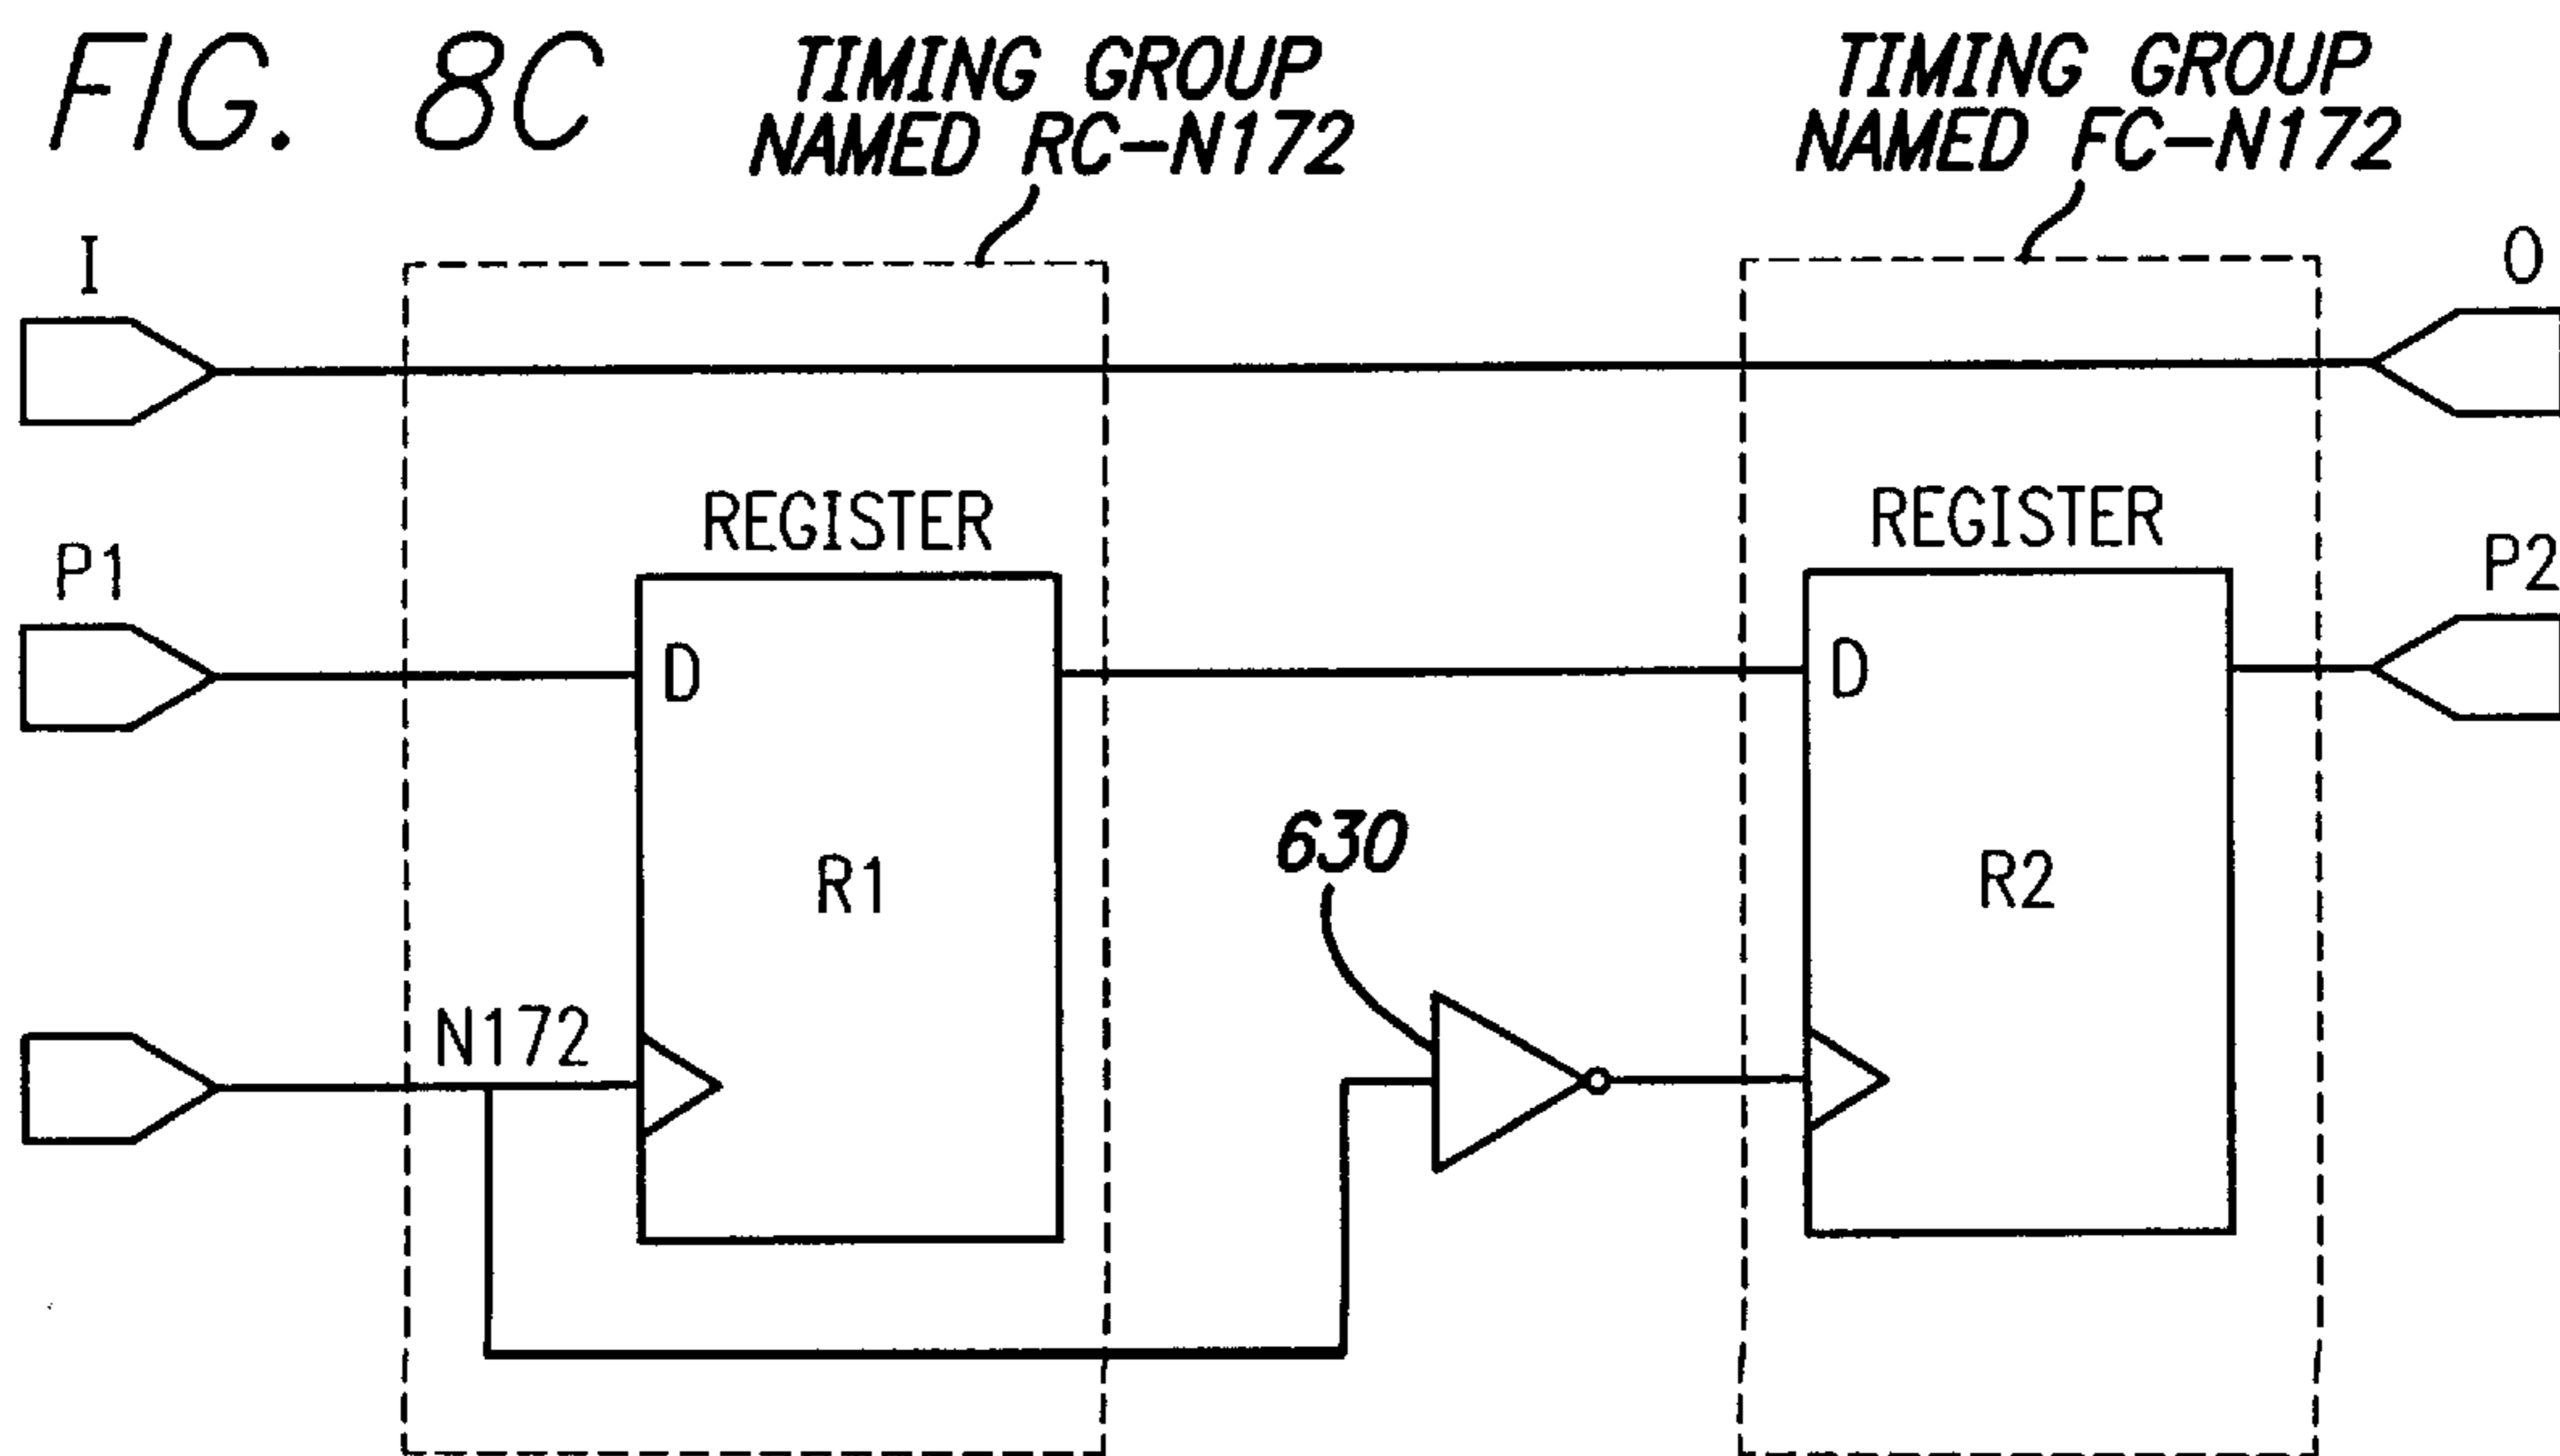 FIG. 8C
TIMING GROUP
NAMED RC-N172
TIMING GROUP
NAMED FC-N172
I
O
REGISTER
REGISTER
P1
P2
D
D
R1
630
R2
N172